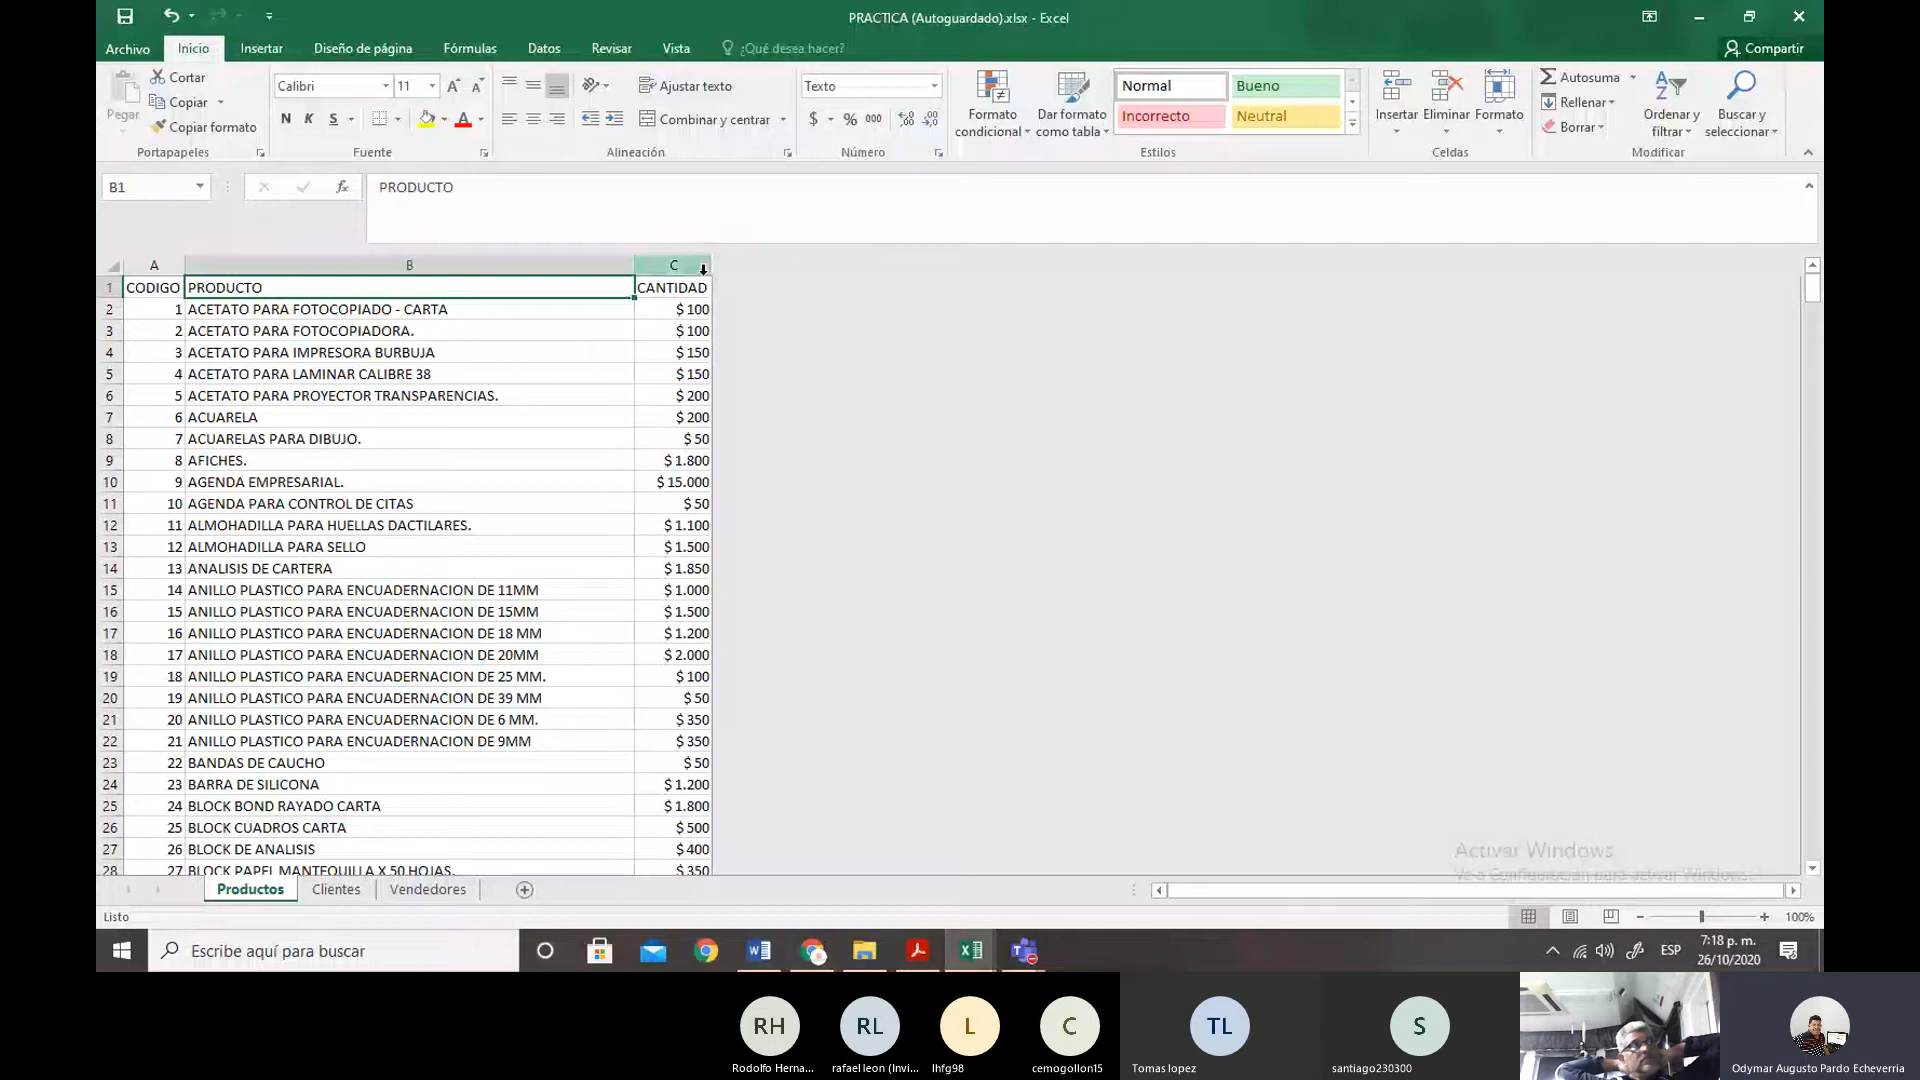 PRACTICA (Autoguardado).xlsx - Excel
Archivo Inicio Insertar Diseño de página Fórmulas Datos Revisar Vista ¿Qué desea hacer? Compartir
Pegar
Cortar
Copiar
Copiar formato
Portapapeles
Calibri 11
N K S
Fuente
Ajustar texto
Combinar y centrar
Alineación
Texto
$ % 000
Número
Formato condicional
Dar formato como tabla
Normal Bueno
Incorrecto Neutral
Estilos
Insertar Eliminar Formato
Celdas
Autosuma
Rellenar
Borrar
Ordenar y filtrar
Buscar y seleccionar
Modificar
B1 fx PRODUCTO
A B C
1 CODIGO PRODUCTO CANTIDAD
2 1 ACETATO PARA FOTOCOPIADO - CARTA $ 100
3 2 ACETATO PARA FOTOCOPIADORA. $ 100
4 3 ACETATO PARA IMPRESORA BURBUJA $ 150
5 4 ACETATO PARA LAMINAR CALIBRE 38 $ 150
6 5 ACETATO PARA PROYECTOR TRANSPARENCIAS. $ 200
7 6 ACUARELA $ 200
8 7 ACUARELAS PARA DIBUJO. $ 50
9 8 AFICHES. $ 1.800
10 9 AGENDA EMPRESARIAL. $ 15.000
11 10 AGENDA PARA CONTROL DE CITAS $ 50
12 11 ALMOHADILLA PARA HUELLAS DACTILARES. $ 1.100
13 12 ALMOHADILLA PARA SELLO $ 1.500
14 13 ANALISIS DE CARTERA $ 1.850
15 14 ANILLO PLASTICO PARA ENCUADERNACION DE 11MM $ 1.000
16 15 ANILLO PLASTICO PARA ENCUADERNACION DE 15MM $ 1.500
17 16 ANILLO PLASTICO PARA ENCUADERNACION DE 18 MM $ 1.200
18 17 ANILLO PLASTICO PARA ENCUADERNACION DE 20MM $ 2.000
19 18 ANILLO PLASTICO PARA ENCUADERNACION DE 25 MM. $ 100
20 19 ANILLO PLASTICO PARA ENCUADERNACION DE 39 MM $ 50
21 20 ANILLO PLASTICO PARA ENCUADERNACION DE 6 MM. $ 350
22 21 ANILLO PLASTICO PARA ENCUADERNACION DE 9MM $ 350
23 22 BANDAS DE CAUCHO $ 50
24 23 BARRA DE SILICONA $ 1.200
25 24 BLOCK BOND RAYADO CARTA $ 1.800
26 25 BLOCK CUADROS CARTA $ 500
27 26 BLOCK DE ANALISIS $ 400
28 27 BLOCK PAPEL MANTEQUILLA X 50 HOJAS. $ 350
Activar Windows
Ve a Configuración para activar Windows.
Productos Clientes Vendedores
Listo 100%
Escribe aquí para buscar
ESP 7:18 p. m.
26/10/2020
RH RL L C TL S
Rodolfo Herna... rafael leon (Invi... lhfg98 cemogollon15 Tomas lopez santiago230300 Odymar Augusto Pardo Echeverria